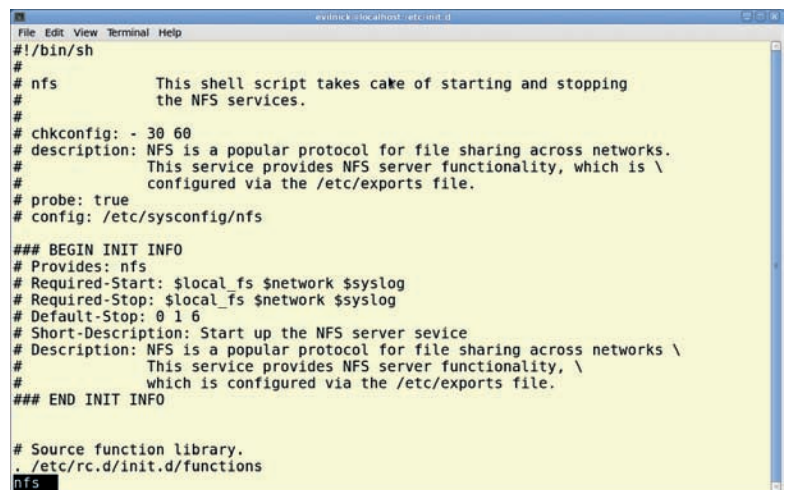 evilnick@localhost:/etc/init.d
File Edit View Terminal Help
#!/bin/sh
#
# nfs This shell script takes cake of starting and stopping
# the NFS services.
#
# chkconfig: - 30 60
# description: NFS is a popular protocol for file sharing across networks.
# This service provides NFS server functionality, which is \
# configured via the /etc/exports file.
# probe: true
# config: /etc/sysconfig/nfs
### BEGIN INIT INFO
# Provides: nfs
# Required-Start: $local_fs $network $syslog
# Required-Stop: $local_fs $network $syslog
# Default-Stop: 0 1 6
# Short-Description: Start up the NFS server sevice
# Description: NFS is a popular protocol for file sharing across networks \
# This service provides NFS server functionality, \
# which is configured via the /etc/exports file.
### END INIT INFO
# Source function library.
. /etc/rc.d/init.d/functions
nfs